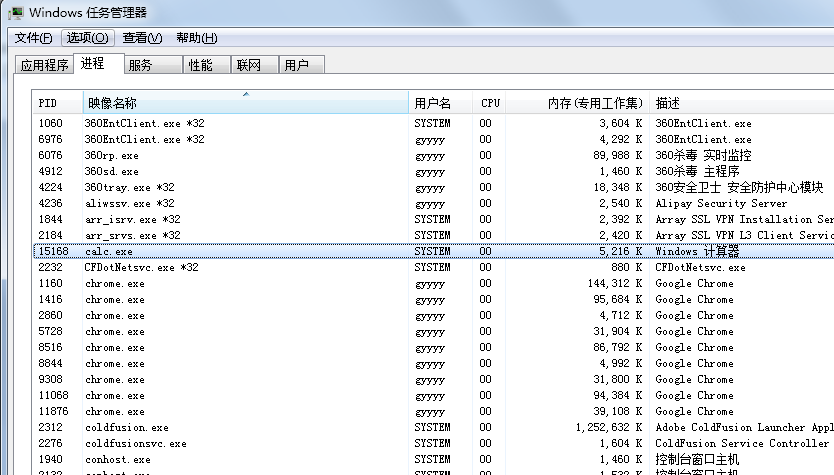 Windows 任务管理器
文件(F) 选项(O) 查看(V) 帮助(H)
应用程序 进程 服务 性能 联网 用户
PID 映像名称 用户名 CPU 内存(专用工作集) 描述
1060 360EntClient.exe *32 SYSTEM 00 3,604 K 360EntClient.exe
6976 360EntClient.exe *32 gyyyy 00 4,292 K 360EntClient.exe
6076 360rp.exe gyyyy 00 89,988 K 360杀毒 实时监控
4912 360sd.exe gyyyy 00 1,460 K 360杀毒 主程序
4224 360tray.exe *32 gyyyy 00 18,348 K 360安全卫士 安全防护中心模块
4236 aliwssv.exe *32 gyyyy 00 2,540 K Alipay Security Server
1844 arr_isrv.exe *32 SYSTEM 00 2,392 K Array SSL VPN Installation Ser
2184 arr_srvs.exe *32 SYSTEM 00 2,420 K Array SSL VPN L3 Client Servic
15168 calc.exe SYSTEM 00 5,216 K Windows 计算器
2232 CFDotNetsvc.exe *32 SYSTEM 00 880 K CFDotNetsvc.exe
1160 chrome.exe gyyyy 00 144,312 K Google Chrome
1416 chrome.exe gyyyy 00 95,684 K Google Chrome
2860 chrome.exe gyyyy 00 4,712 K Google Chrome
5728 chrome.exe gyyyy 00 31,904 K Google Chrome
8516 chrome.exe gyyyy 00 86,792 K Google Chrome
8844 chrome.exe gyyyy 00 4,992 K Google Chrome
9308 chrome.exe gyyyy 00 31,800 K Google Chrome
11068 chrome.exe gyyyy 00 94,384 K Google Chrome
11876 chrome.exe gyyyy 00 39,108 K Google Chrome
2312 coldfusion.exe SYSTEM 00 1,252,632 K Adobe ColdFusion Launcher Appl
2276 coldfusionsvc.exe SYSTEM 00 1,604 K ColdFusion Service Controller
1940 conhost.exe SYSTEM 00 1,460 K 控制台窗口主机